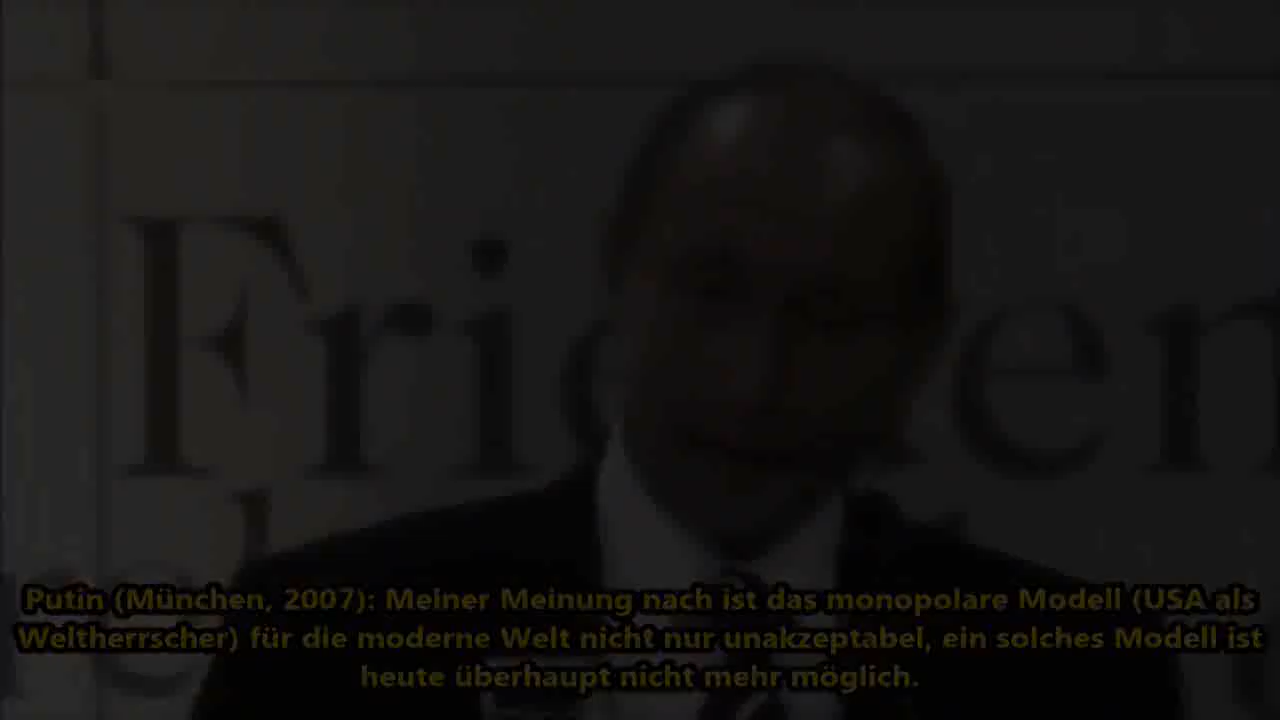 Frieden
Putin (München, 2007): Meiner Meinung nach ist das monopolare Modell (USA als
Weltherrscher) für die moderne Welt nicht nur unakzeptabel, ein solches Modell ist
heute überhaupt nicht mehr möglich.